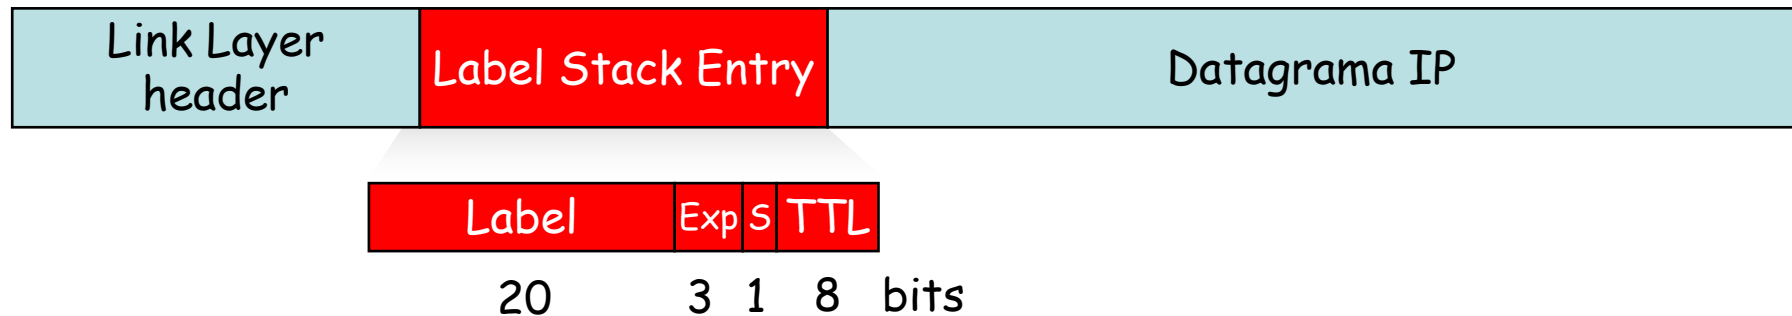 Link Layer
header
Label Stack Entry
Datagrama IP
Label Exp S TTL
20 3 1 8 bits